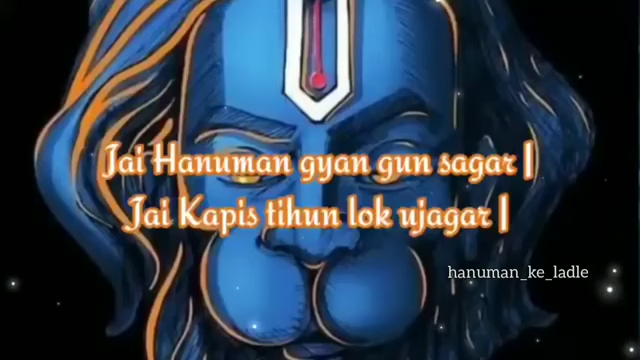 Jai Hanuman gyan gun sagar |
Jai Kapis tihun lok ujagar |
hanuman_ke_ladle